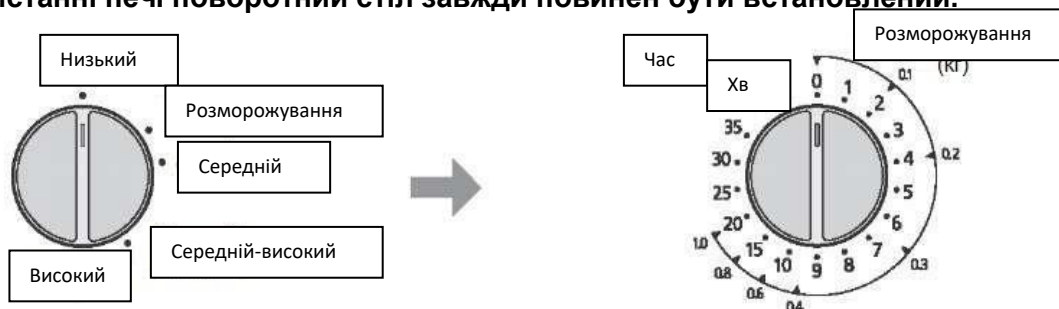 истанні печі поворотний стіл завжди повинен бути встановлений.
Низький
Розморожування
Середній
Середній-високий
Високий
Час
Хв
Розморожування
(кг)
0
1
2
3
4
5
6
7
8
9
10
15
20
25
30
35
0.1
0.2
0.3
0.4
0.6
0.8
1.0